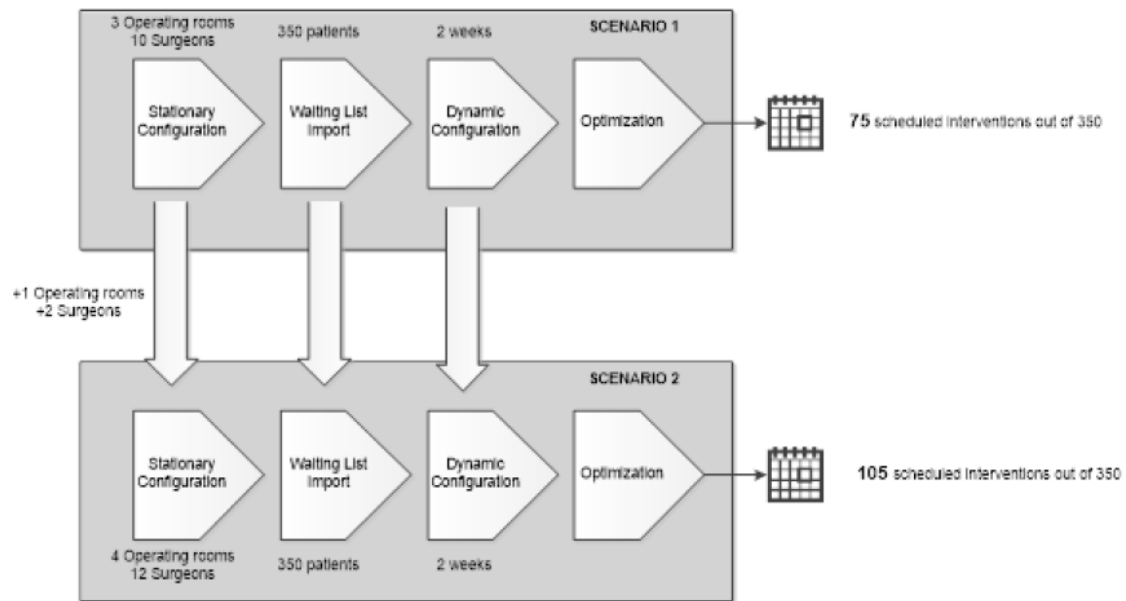 3 Operating rooms
10 Surgeons
350 patients
2 weeks
SCENARIO 1
Stationary
Configuration
Waiting List
Import
Dynamic
Configuration
Optimization
75 scheduled interventions out of 350
+1 Operating rooms
+2 Surgeons
SCENARIO 2
Stationary
Configuration
Waiting List
Import
Dynamic
Configuration
Optimization
105 scheduled interventions out of 350
4 Operating rooms
12 Surgeons
350 patients
2 weeks